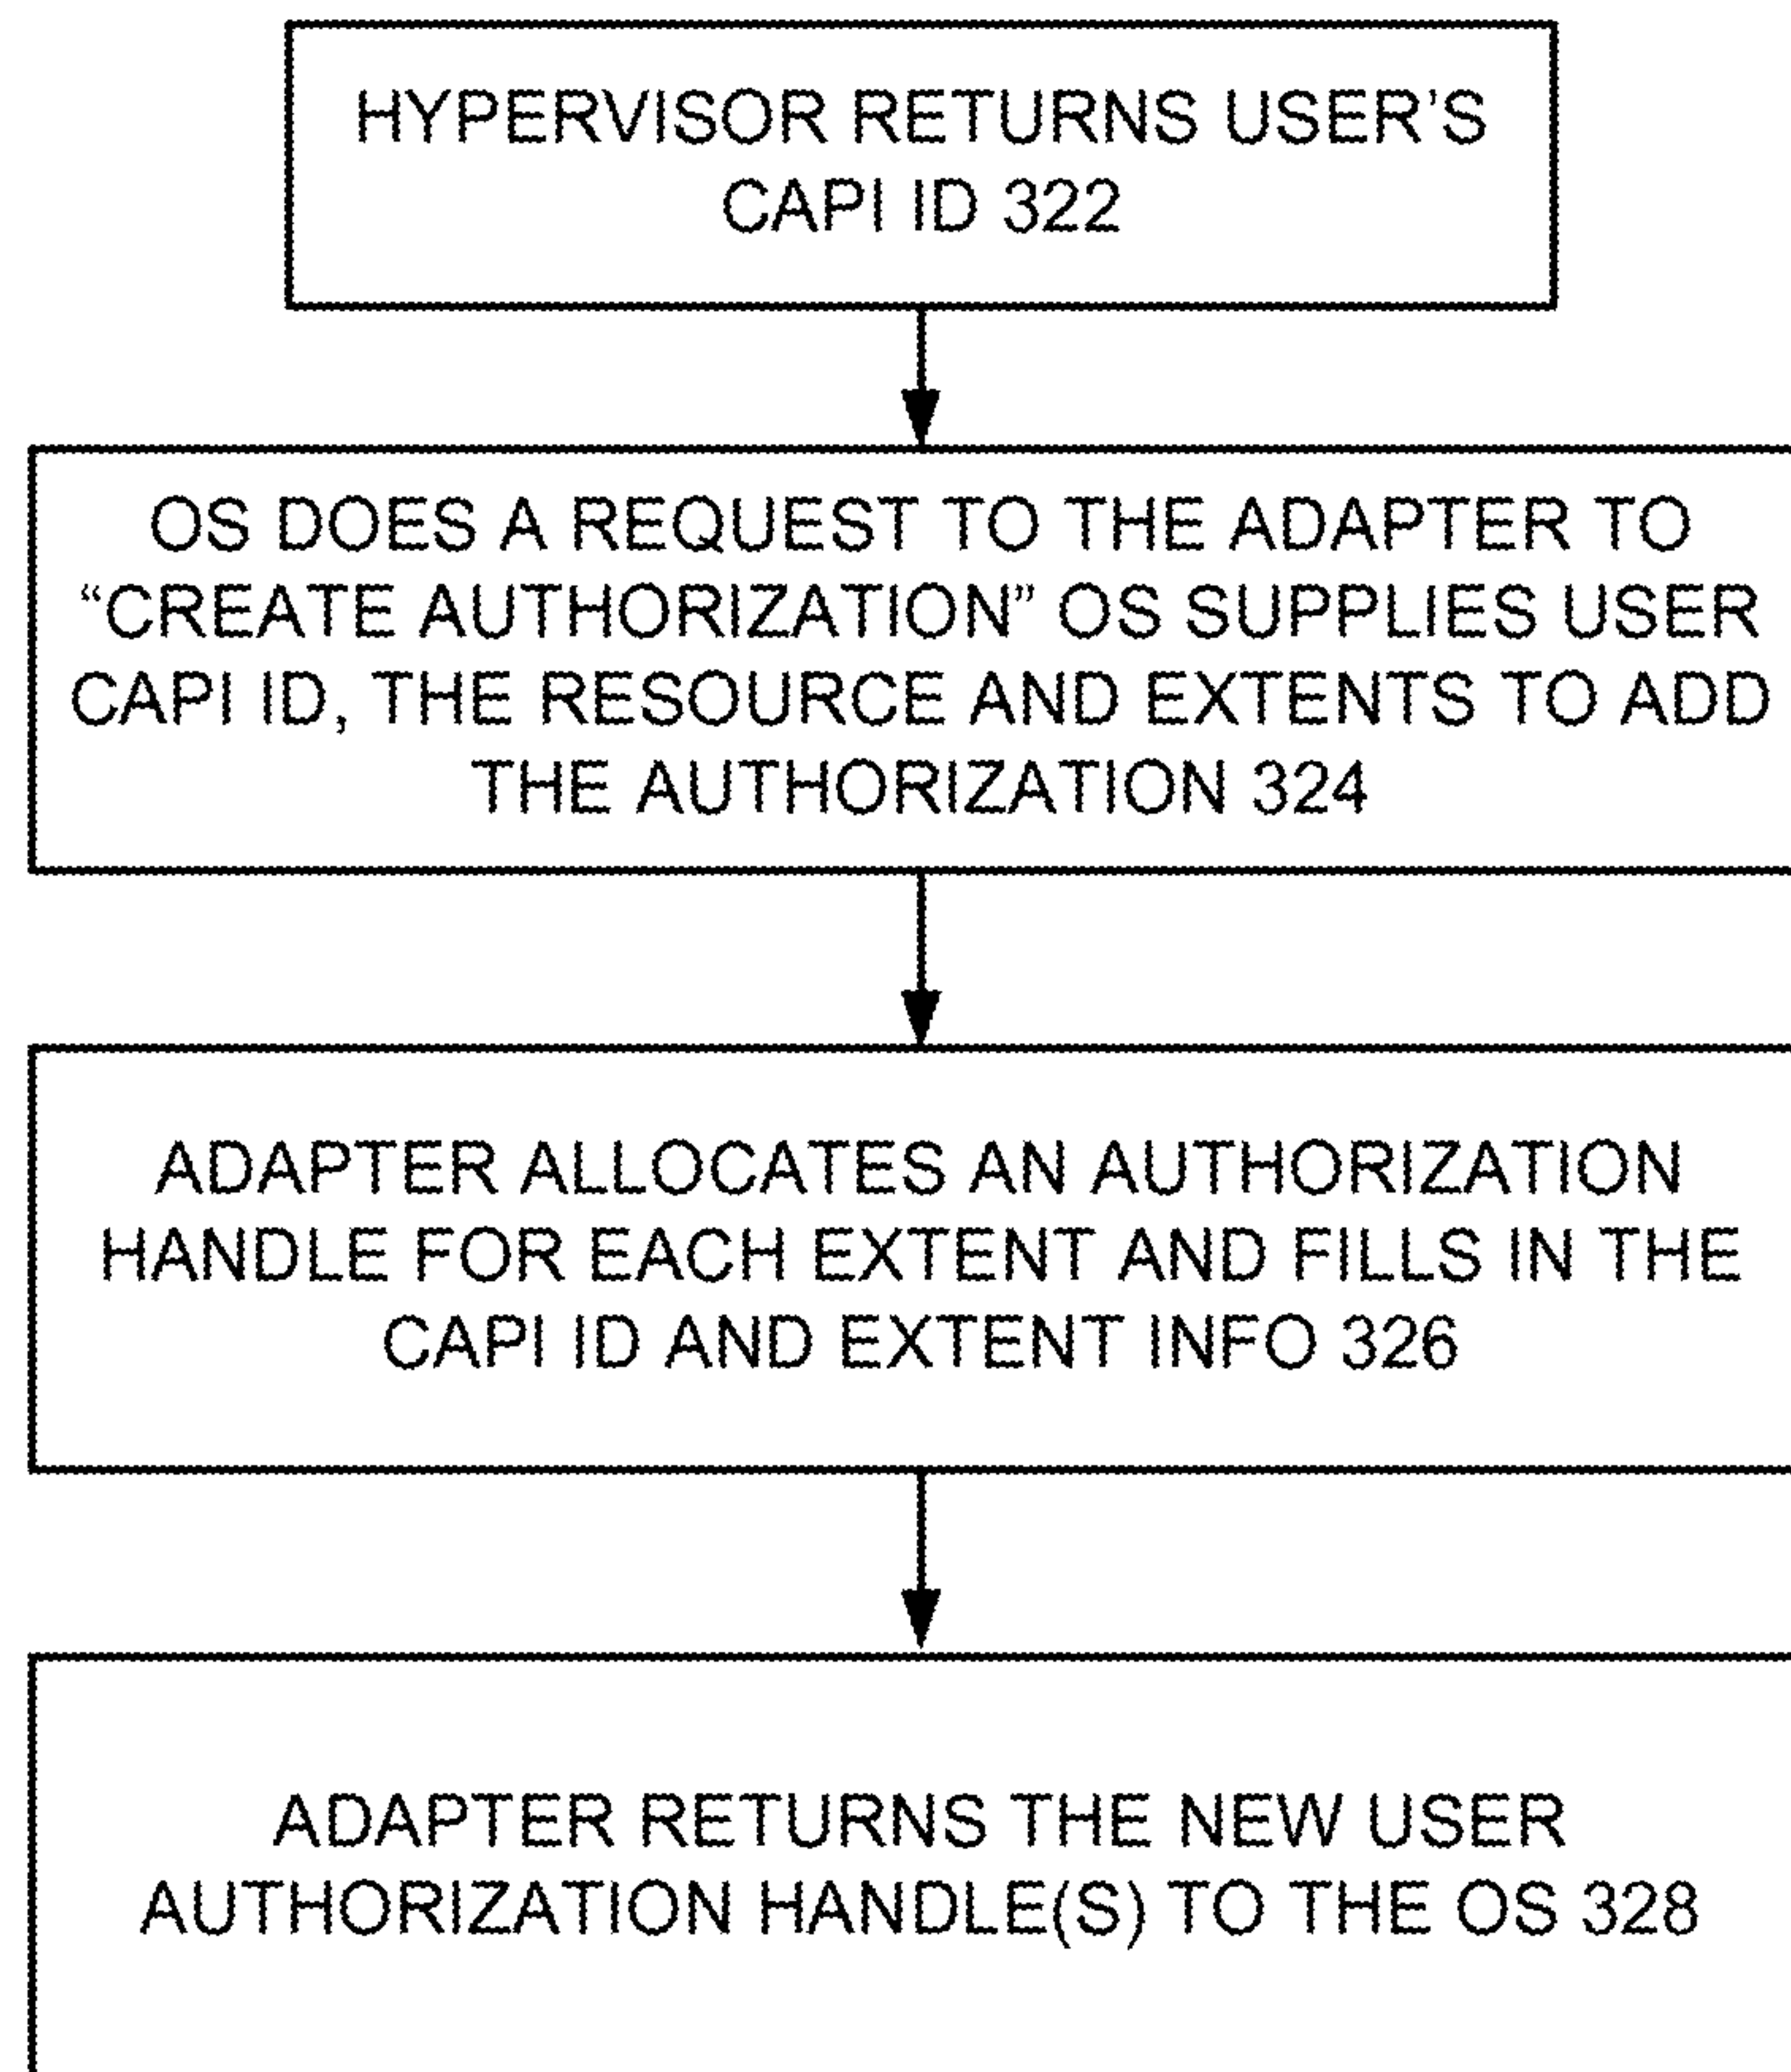 HYPERVISOR RETURNS USER’S
CAPI ID 322
OS DOES A REQUEST TO THE ADAPTER TO
“CREATE AUTHORIZATION” OS SUPPLIES USER
CAPI ID, THE RESOURCE AND EXTENTS TO ADD
THE AUTHORIZATION 324
ADAPTER ALLOCATES AN AUTHORIZATION
HANDLE FOR EACH EXTENT AND FILLS IN THE
CAPI ID AND EXTENT INFO 326
ADAPTER RETURNS THE NEW USER
AUTHORIZATION HANDLE(S) TO THE OS 328